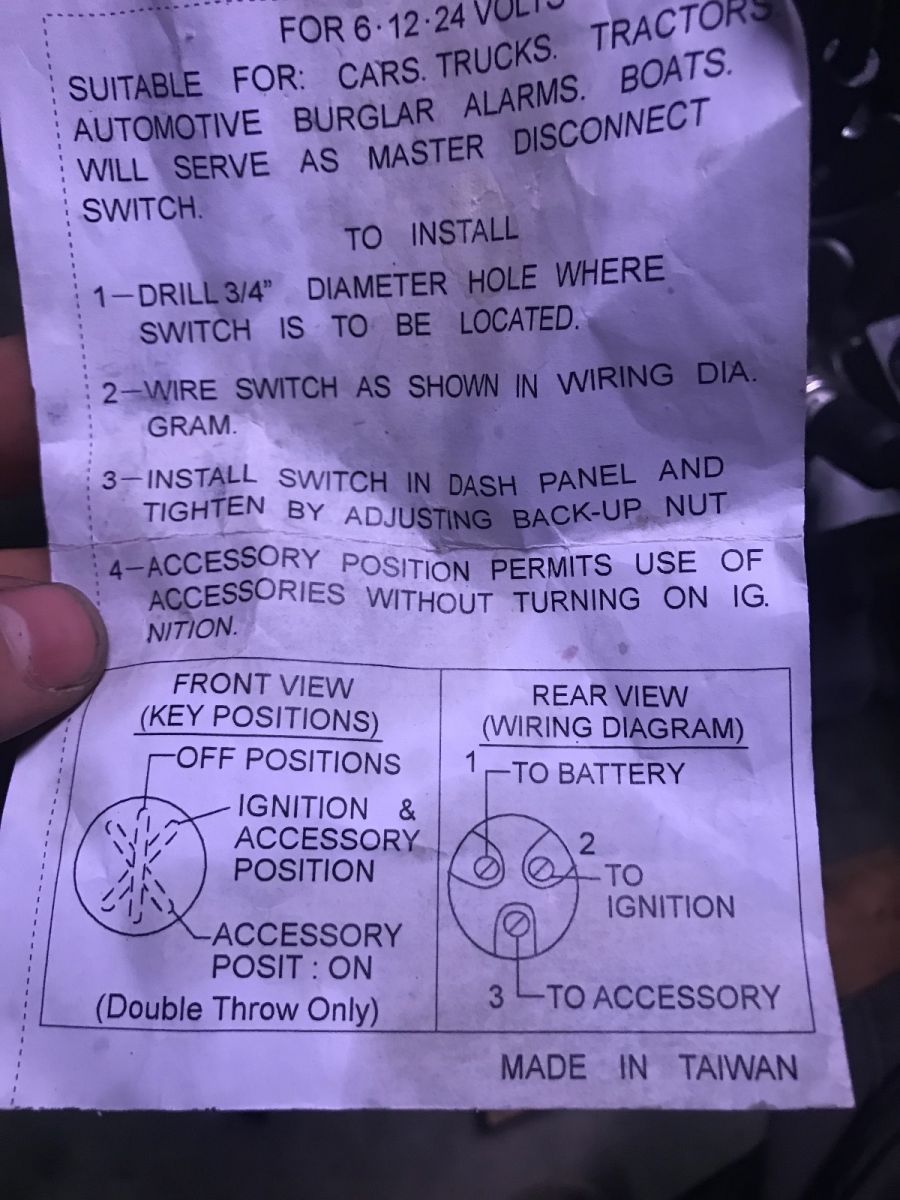 FOR 6·12·24 VOLTS
SUITABLE FOR: CARS. TRUCKS. TRACTORS
AUTOMOTIVE BURGLAR ALARMS. BOATS.
WILL SERVE AS MASTER DISCONNECT
SWITCH.
TO INSTALL
1—DRILL 3/4" DIAMETER HOLE WHERE
SWITCH IS TO BE LOCATED.
2—WIRE SWITCH AS SHOWN IN WIRING DIA.
GRAM.
3—INSTALL SWITCH IN DASH PANEL AND
TIGHTEN BY ADJUSTING BACK-UP NUT
4—ACCESSORY POSITION PERMITS USE OF
ACCESSORIES WITHOUT TURNING ON IG.
NITION.
FRONT VIEW
(KEY POSITIONS)
OFF POSITIONS
IGNITION &
ACCESSORY
POSITION
ACCESSORY
POSIT : ON
(Double Throw Only)
REAR VIEW
(WIRING DIAGRAM)
1 TO BATTERY
2
TO
IGNITION
3 TO ACCESSORY
MADE IN TAIWAN